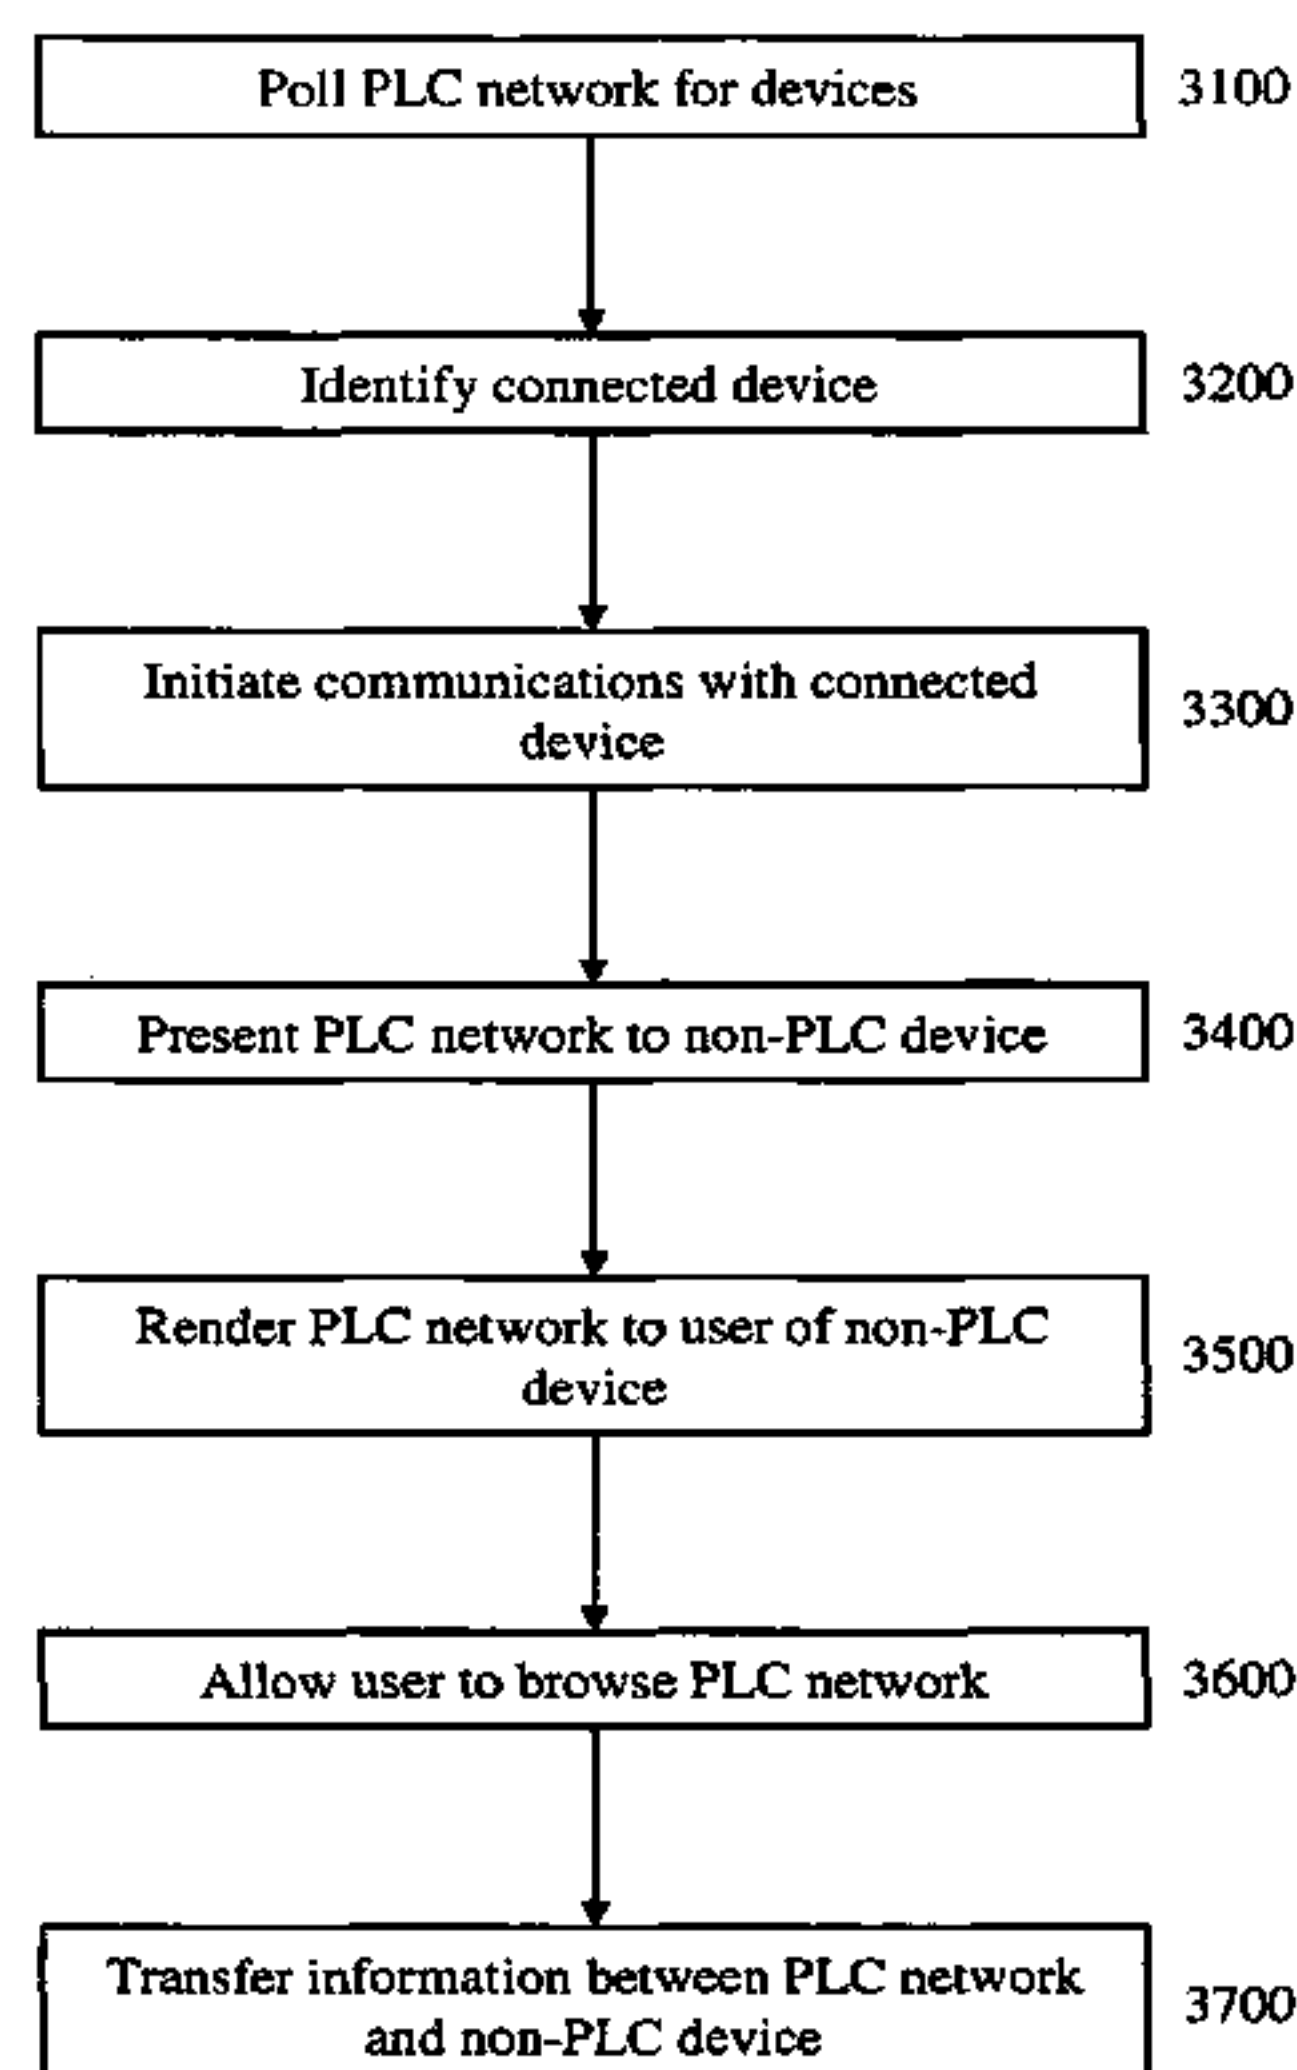 Poll PLC network for devices
3100
Identify connected device
3200
Initiate communications with connected
device
3300
Present PLC network to non-PLC device
3400
Render PLC network to user of non-PLC
device
3500
Allow user to browse PLC network
3600
Transfer information between PLC network
and non-PLC device
3700